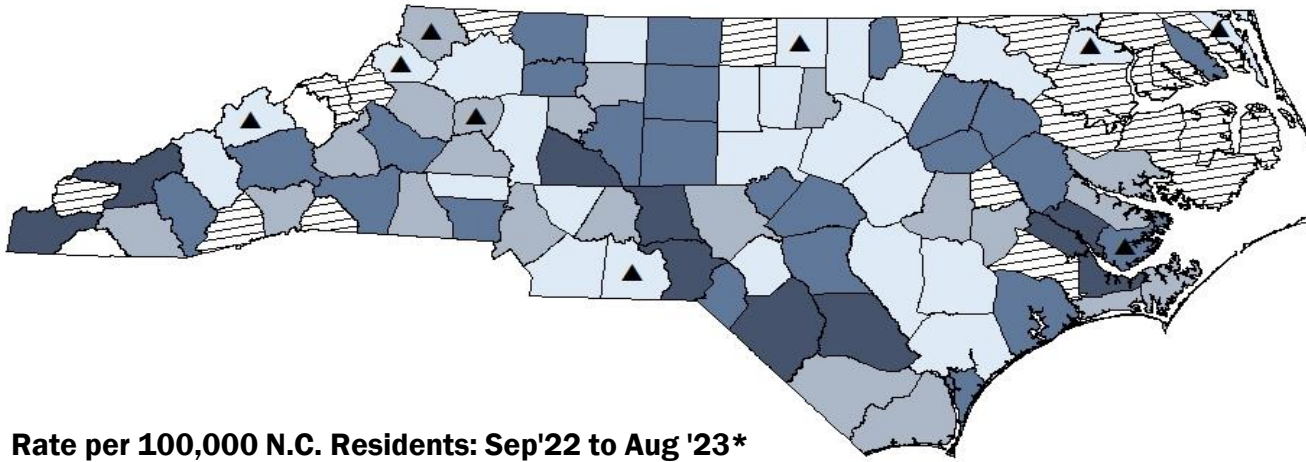 Rate per 100,000 N.C. Residents: Sep'22 to Aug '23*